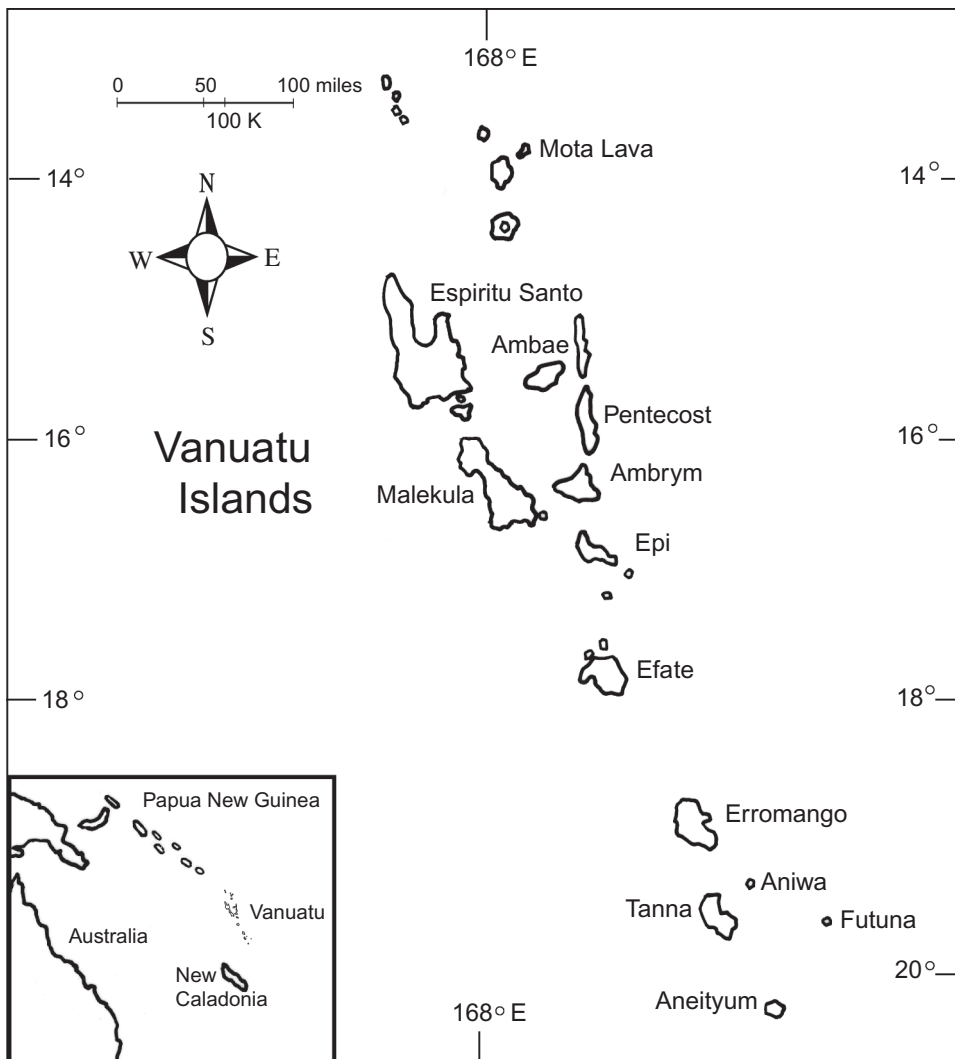 168° E
0 50 100 miles
100 K
Mota Lava
14° 14°
N
W E
S
Espiritu Santo
Ambae
Pentecost
16° 16°
Vanuatu
Islands
Ambrym
Malekula
Epi
Efate
18° 18°
Papua New Guinea
Erromango
Aniwa
Tanna
Futuna
Vanuatu
Australia
New
Caladonia
20°
Aneityum
168° E